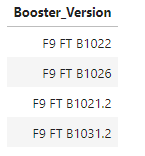 Booster_Version
F9 FT B1022
F9 FT B1026
F9 FT B1021.2
F9 FT B1031.2